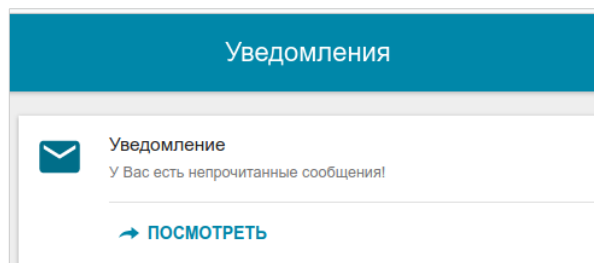 Уведомления
Уведомление
У Вас есть непрочитанные сообщения!
ПОСМОТРЕТЬ